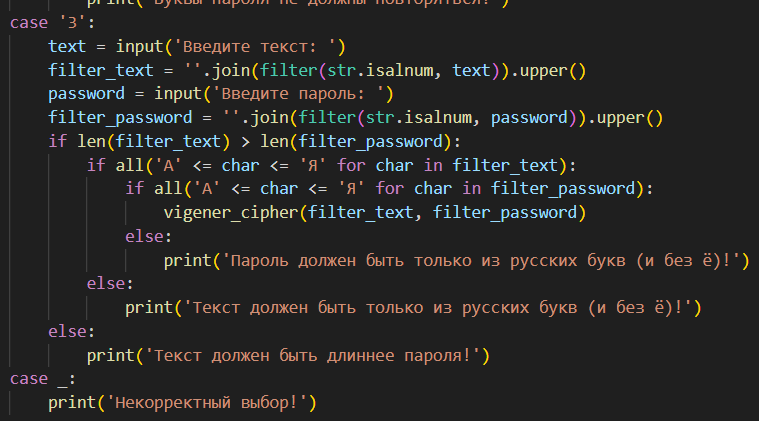 print('Буквы пароля не должны повторяться!')
case '3':
    text = input('Введите текст: ')
    filter_text = ''.join(filter(str.isalnum, text)).upper()
    password = input('Введите пароль: ')
    filter_password = ''.join(filter(str.isalnum, password)).upper()
    if len(filter_text) > len(filter_password):
        if all('А' <= char <= 'Я' for char in filter_text):
            if all('А' <= char <= 'Я' for char in filter_password):
                vigener_cipher(filter_text, filter_password)
            else:
                print('Пароль должен быть только из русских букв (и без ё)!')
        else:
            print('Текст должен быть только из русских букв (и без ё)!')
    else:
        print('Текст должен быть длиннее пароля!')
case _:
    print('Некорректный выбор!')